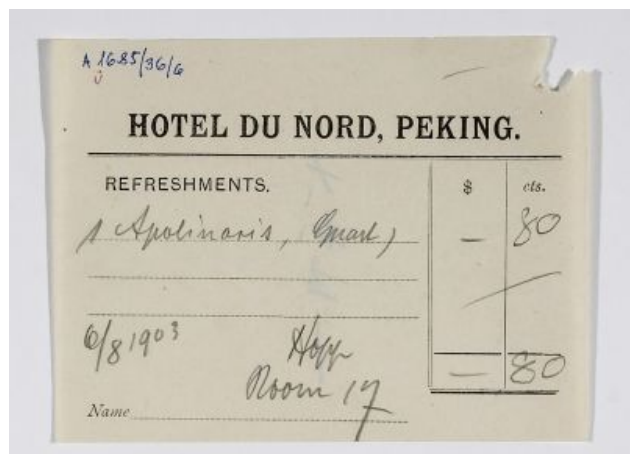 A 1685/36/6
HOTEL DU NORD, PEKING.
REFRESHMENTS. $ cts.
1 Apolinaris, Quart, — 80
6/8 1903 Hopp
— 80
Room 17
Name